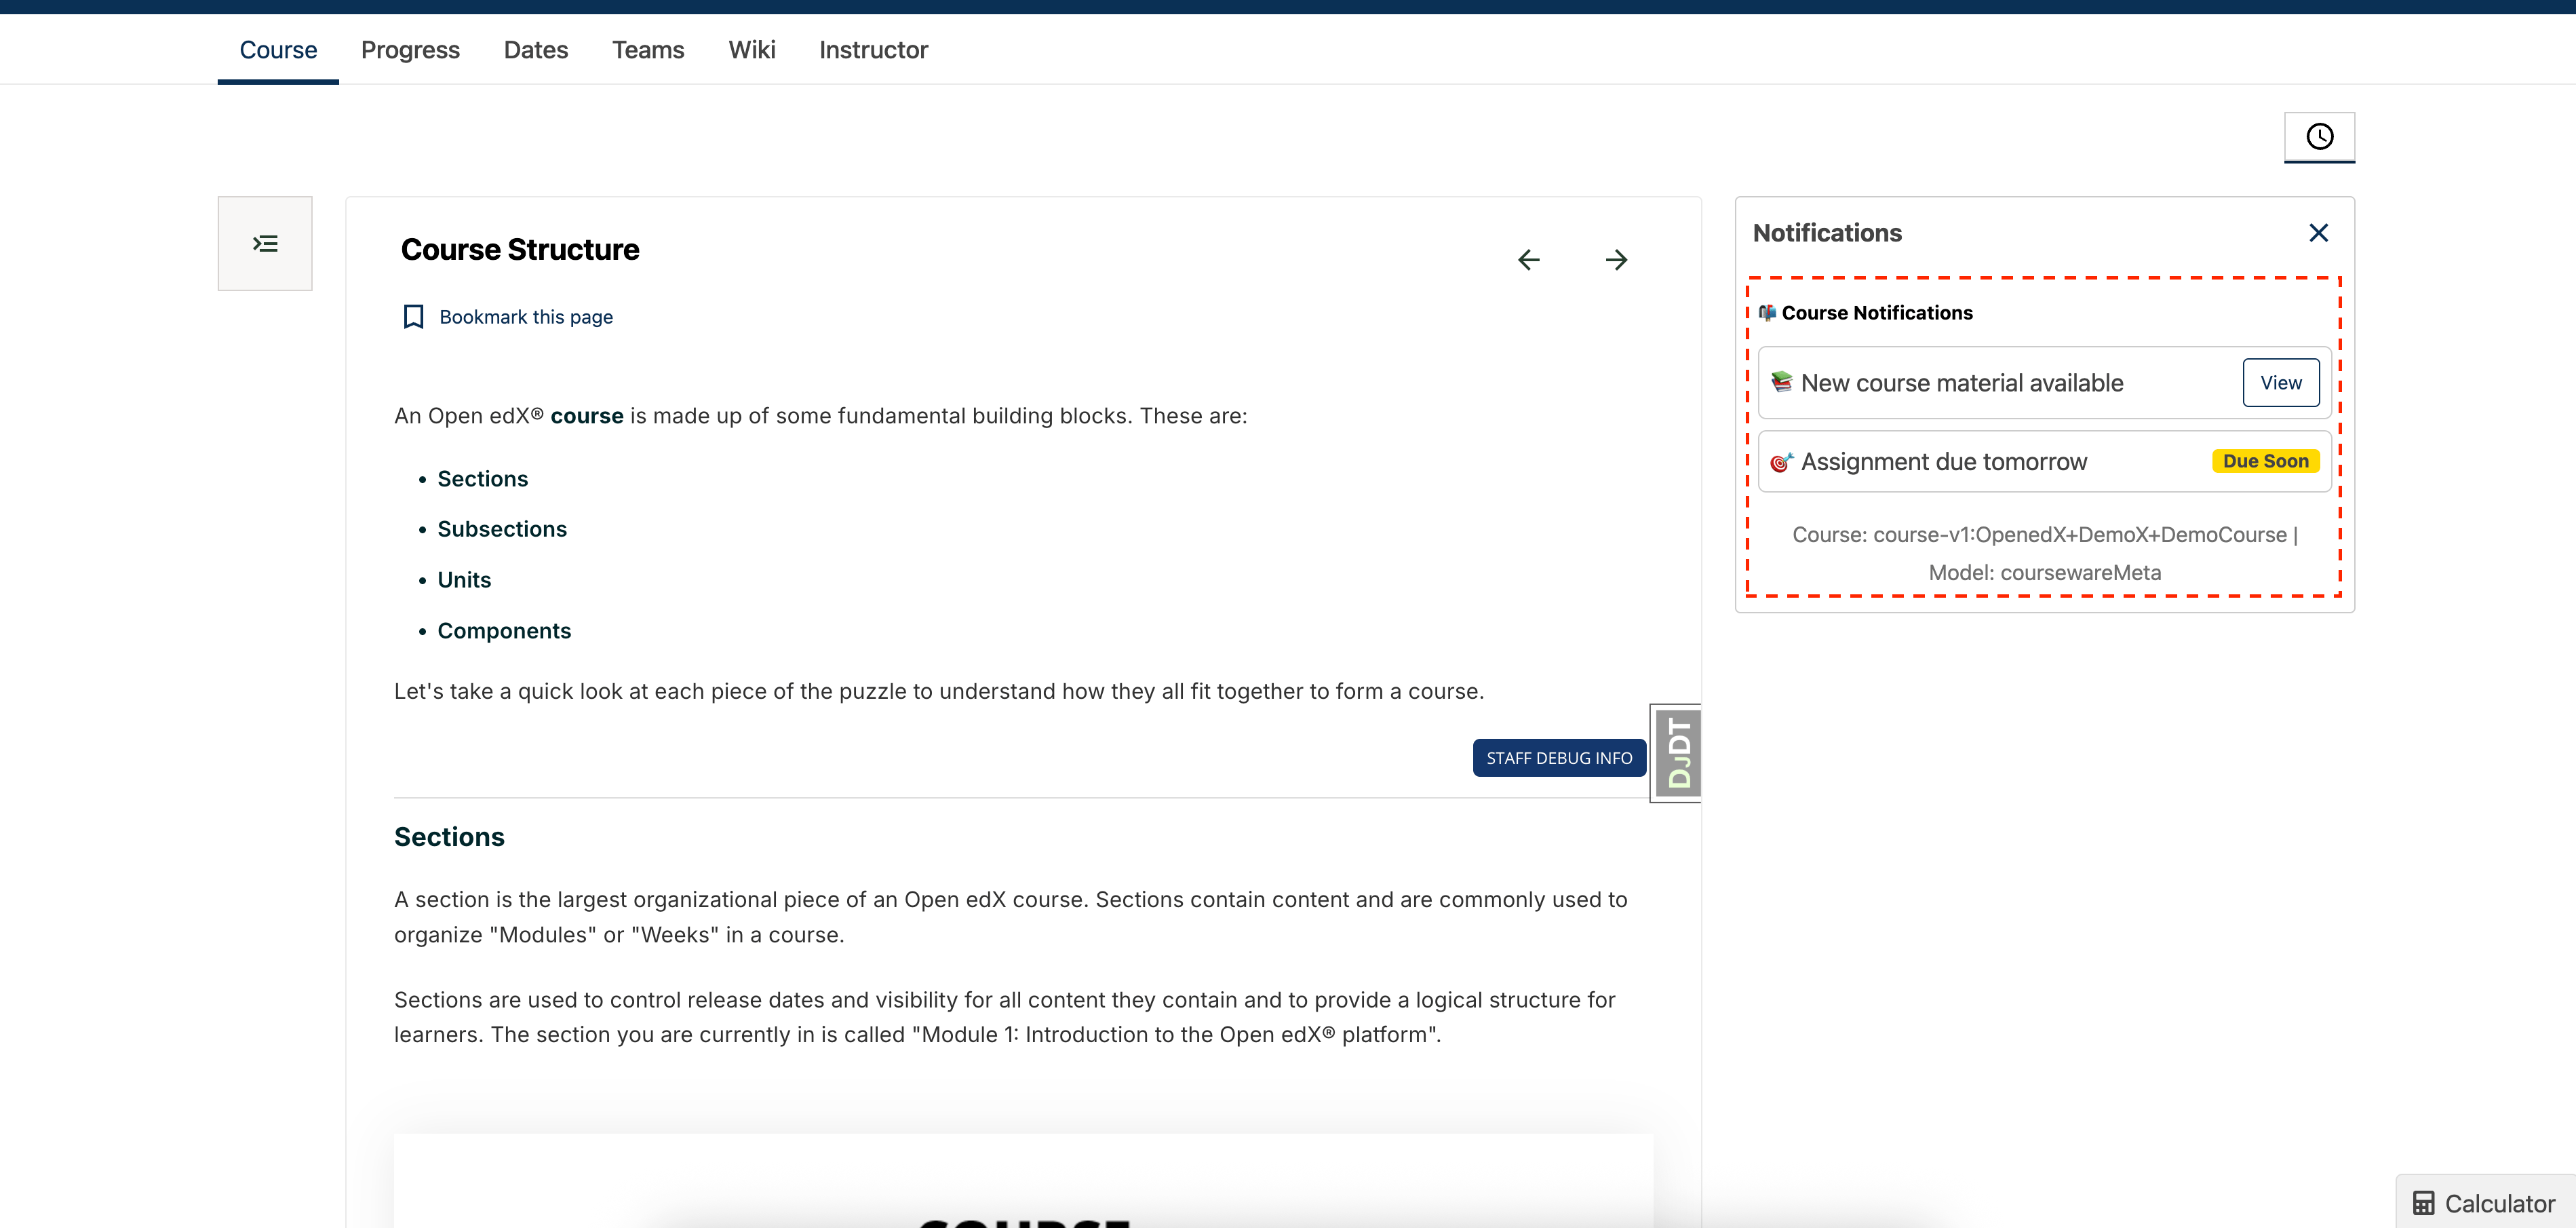 Course Progress Dates Teams Wiki Instructor
Course Structure
Bookmark this page
An Open edX® course is made up of some fundamental building blocks. These are:
• Sections
• Subsections
• Units
• Components
Let's take a quick look at each piece of the puzzle to understand how they all fit together to form a course.
STAFF DEBUG INFO
DJDT
Sections
A section is the largest organizational piece of an Open edX course. Sections contain content and are commonly used to
organize "Modules" or "Weeks" in a course.
Sections are used to control release dates and visibility for all content they contain and to provide a logical structure for
learners. The section you are currently in is called "Module 1: Introduction to the Open edX® platform".
COURSE
Notifications
Course Notifications
New course material available View
Assignment due tomorrow Due Soon
Course: course-v1:OpenedX+DemoX+DemoCourse |
Model: coursewareMeta
Calculator